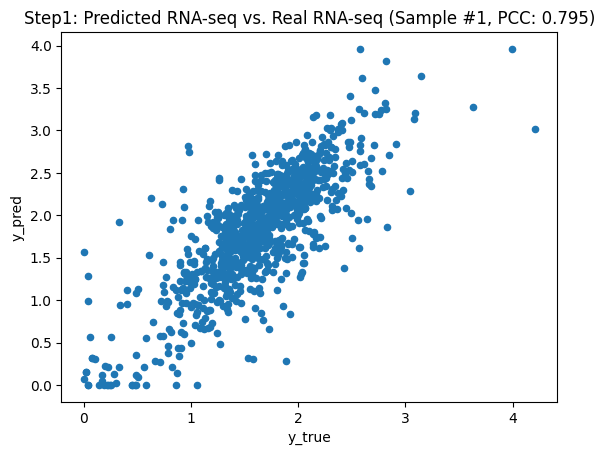 Step1: Predicted RNA-seq vs. Real RNA-seq (Sample #1, PCC: 0.795)
4.0
3.5
3.0
2.5
2.0
1.5
1.0
0.5
0.0
y_pred
0 1 2 3 4
y_true